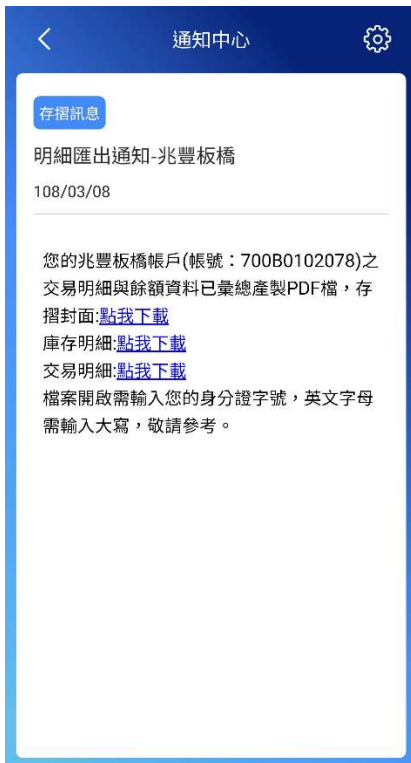 通知中心
存摺訊息
明細匯出通知-兆豐板橋
108/03/08
您的兆豐板橋帳戶(帳號：700B0102078)之
交易明細與餘額資料已彙總產製PDF檔，存
摺封面:點我下載
庫存明細:點我下載
交易明細:點我下載
檔案開啟需輸入您的身分證字號，英文字母
需輸入大寫，敬請參考。